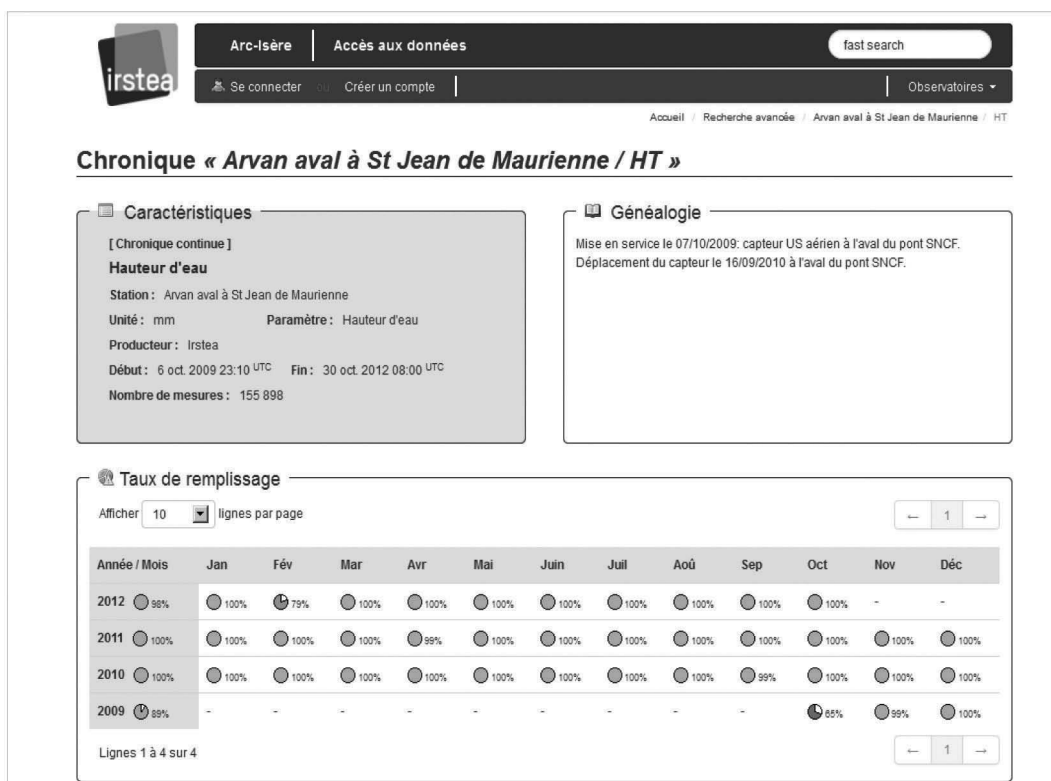 irstea
Arc-Isère Accès aux données fast search
Se connecter ou Créer un compte Observatoires
Accueil / Recherche avancée / Arvan aval à St Jean de Maurienne / HT
Chronique « Arvan aval à St Jean de Maurienne / HT »
Caractéristiques
[ Chronique continue ]
Hauteur d'eau
Station : Arvan aval à St Jean de Maurienne
Unité : mm Paramètre : Hauteur d'eau
Producteur : Irstea
Début : 6 oct. 2009 23:10 UTC Fin : 30 oct. 2012 08:00 UTC
Nombre de mesures : 155 898
Généalogie
Mise en service le 07/10/2009: capteur US aérien à l'aval du pont SNCF.
Déplacement du capteur le 16/09/2010 à l'aval du pont SNCF.
Taux de remplissage
Afficher 10 lignes par page ← 1 →
Année / Mois Jan Fév Mar Avr Mai Juin Juil Aoû Sep Oct Nov Déc
2012 98% 100% 79% 100% 100% 100% 100% 100% 100% 100% 100% - -
2011 100% 100% 100% 100% 99% 100% 100% 100% 100% 100% 100% 100% 100%
2010 100% 100% 100% 100% 100% 100% 100% 100% 100% 99% 100% 100% 100%
2009 89% - - - - - - - - - 65% 99% 100%
Lignes 1 à 4 sur 4 ← 1 →